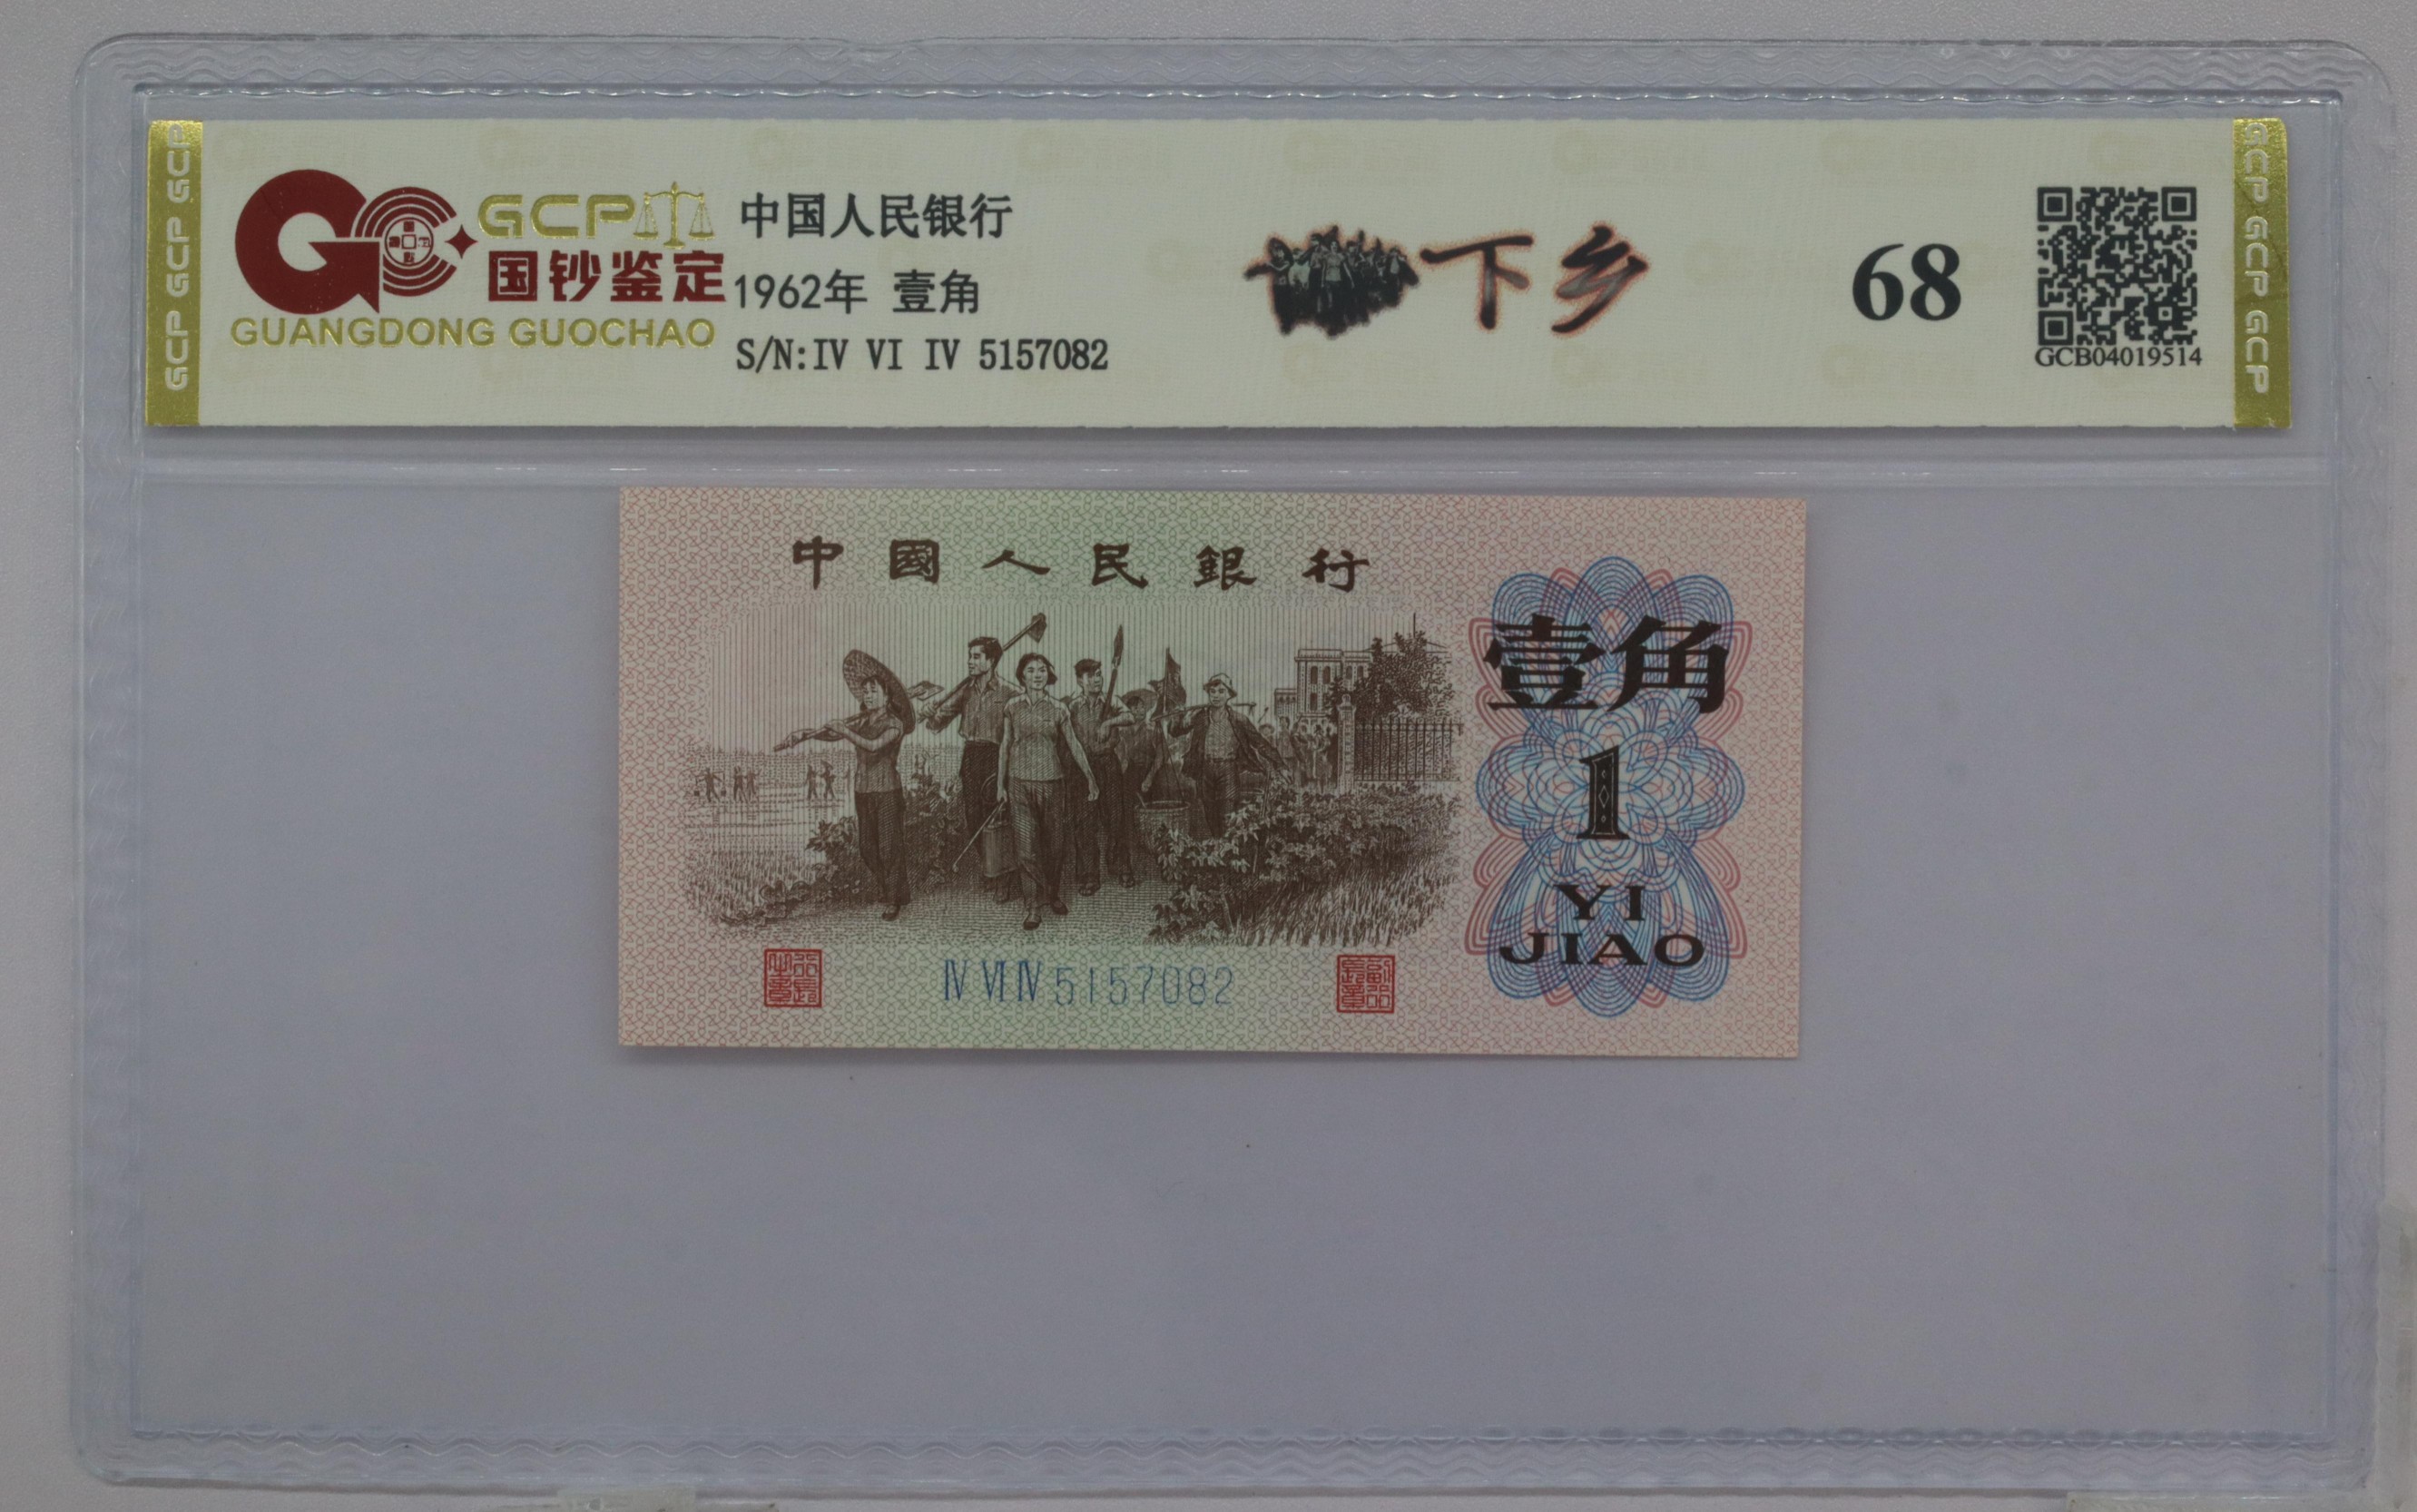 GCP GCP GCP
GCP
国钞鉴定
GUANGDONG GUOCHAO
中国人民银行
1962年 壹角
S/N:IV VI IV 5157082
下乡
68
GCB04019514
GCP GCP GCP
中國人民銀行
壹角
1
YI
JIAO
IV VI IV 5157082